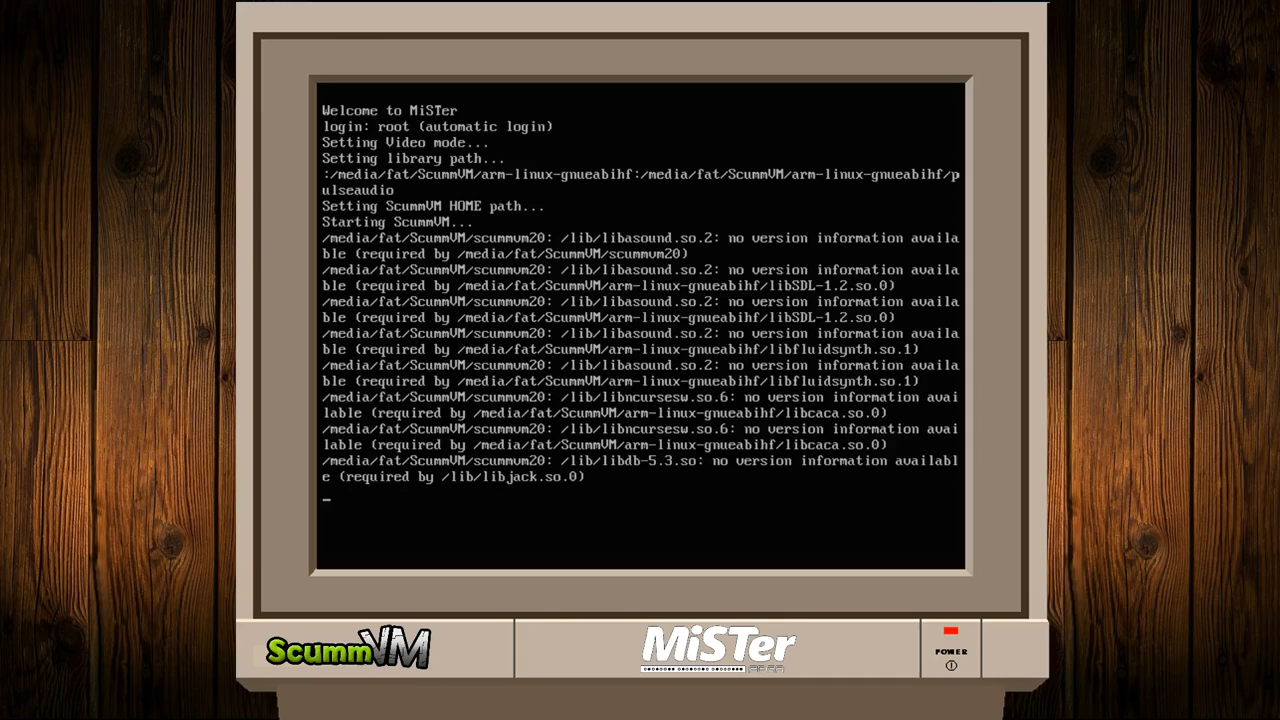 Welcome to MiSTer
login: root (automatic login)
Setting Video mode...
Setting library path...
:/media/fat/ScummVM/arm-linux-gnueabihf:/media/fat/ScummVM/arm-linux-gnueabihf/p
ulseaudio
Setting ScummVM HOME path...
Starting ScummVM...
/media/fat/ScummVM/scummvm20: /lib/libasound.so.2: no version information availa
ble (required by /media/fat/ScummVM/scummvm20)
/media/fat/ScummVM/scummvm20: /lib/libasound.so.2: no version information availa
ble (required by /media/fat/ScummVM/arm-linux-gnueabihf/libSDL-1.2.so.0)
/media/fat/ScummVM/scummvm20: /lib/libasound.so.2: no version information availa
ble (required by /media/fat/ScummVM/arm-linux-gnueabihf/libSDL-1.2.so.0)
/media/fat/ScummVM/scummvm20: /lib/libasound.so.2: no version information availa
ble (required by /media/fat/ScummVM/arm-linux-gnueabihf/libfluidsynth.so.1)
/media/fat/ScummVM/scummvm20: /lib/libasound.so.2: no version information availa
ble (required by /media/fat/ScummVM/arm-linux-gnueabihf/libfluidsynth.so.1)
/media/fat/ScummVM/scummvm20: /lib/libncursesw.so.6: no version information avai
lable (required by /media/fat/ScummVM/arm-linux-gnueabihf/libcaca.so.0)
/media/fat/ScummVM/scummvm20: /lib/libncursesw.so.6: no version information avai
lable (required by /media/fat/ScummVM/arm-linux-gnueabihf/libcaca.so.0)
/media/fat/ScummVM/scummvm20: /lib/libdb-5.3.so: no version information availabl
e (required by /lib/libjack.so.0)
_
ScummVM
MiSTer
POWER